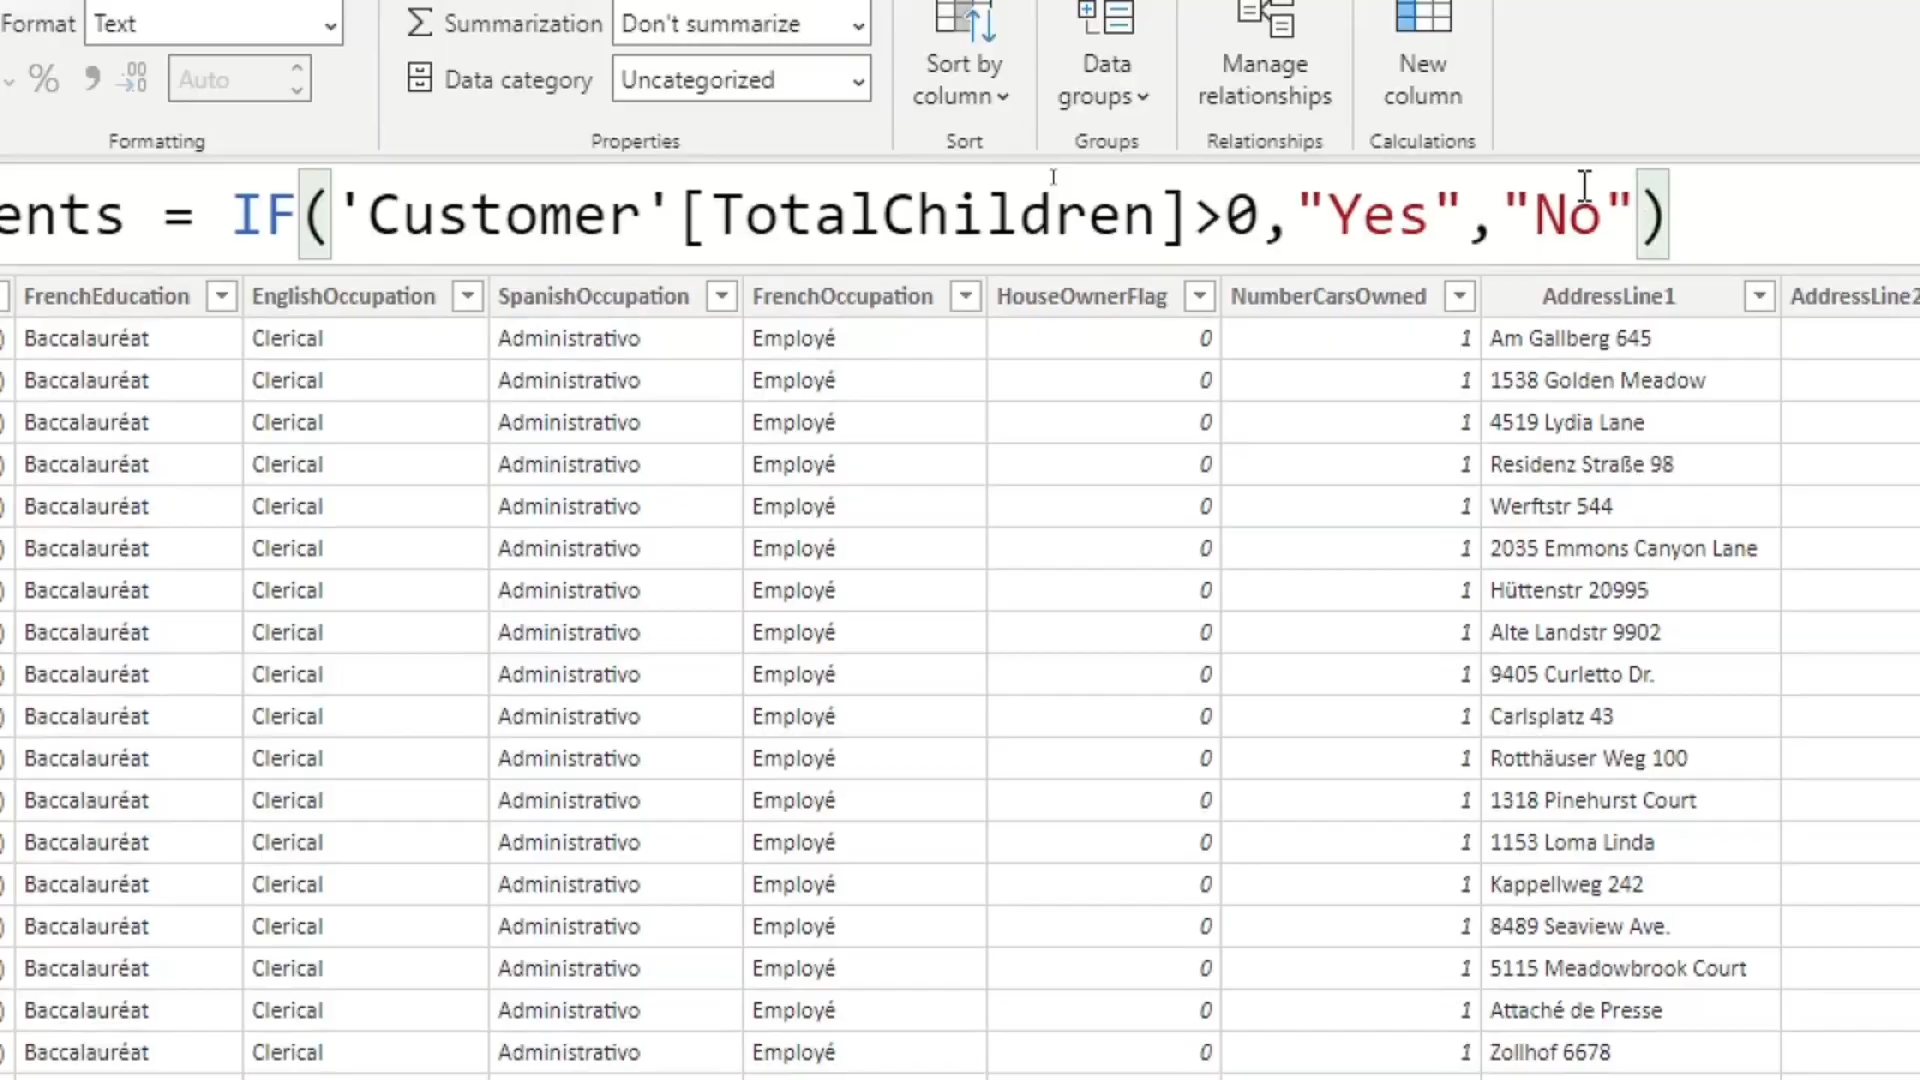 Format Text Summarization Don't summarize
% .00 Auto Data category Uncategorized Sort by column Data groups Manage relationships New column
Formatting Properties Sort Groups Relationships Calculations
ents = IF('Customer'[TotalChildren]>0,"Yes","No")
FrenchEducation EnglishOccupation SpanishOccupation FrenchOccupation HouseOwnerFlag NumberCarsOwned AddressLine1 AddressLine2
) Baccalauréat Clerical Administrativo Employé 0 1 Am Gallberg 645
) Baccalauréat Clerical Administrativo Employé 0 1 1538 Golden Meadow
) Baccalauréat Clerical Administrativo Employé 0 1 4519 Lydia Lane
) Baccalauréat Clerical Administrativo Employé 0 1 Residenz Straße 98
) Baccalauréat Clerical Administrativo Employé 0 1 Werftstr 544
) Baccalauréat Clerical Administrativo Employé 0 1 2035 Emmons Canyon Lane
) Baccalauréat Clerical Administrativo Employé 0 1 Hüttenstr 20995
) Baccalauréat Clerical Administrativo Employé 0 1 Alte Landstr 9902
) Baccalauréat Clerical Administrativo Employé 0 1 9405 Curletto Dr.
) Baccalauréat Clerical Administrativo Employé 0 1 Carlsplatz 43
) Baccalauréat Clerical Administrativo Employé 0 1 Rotthäuser Weg 100
) Baccalauréat Clerical Administrativo Employé 0 1 1318 Pinehurst Court
) Baccalauréat Clerical Administrativo Employé 0 1 1153 Loma Linda
) Baccalauréat Clerical Administrativo Employé 0 1 Kappellweg 242
) Baccalauréat Clerical Administrativo Employé 0 1 8489 Seaview Ave.
) Baccalauréat Clerical Administrativo Employé 0 1 5115 Meadowbrook Court
) Baccalauréat Clerical Administrativo Employé 0 1 Attaché de Presse
) Baccalauréat Clerical Administrativo Employé 0 1 Zollhof 6678